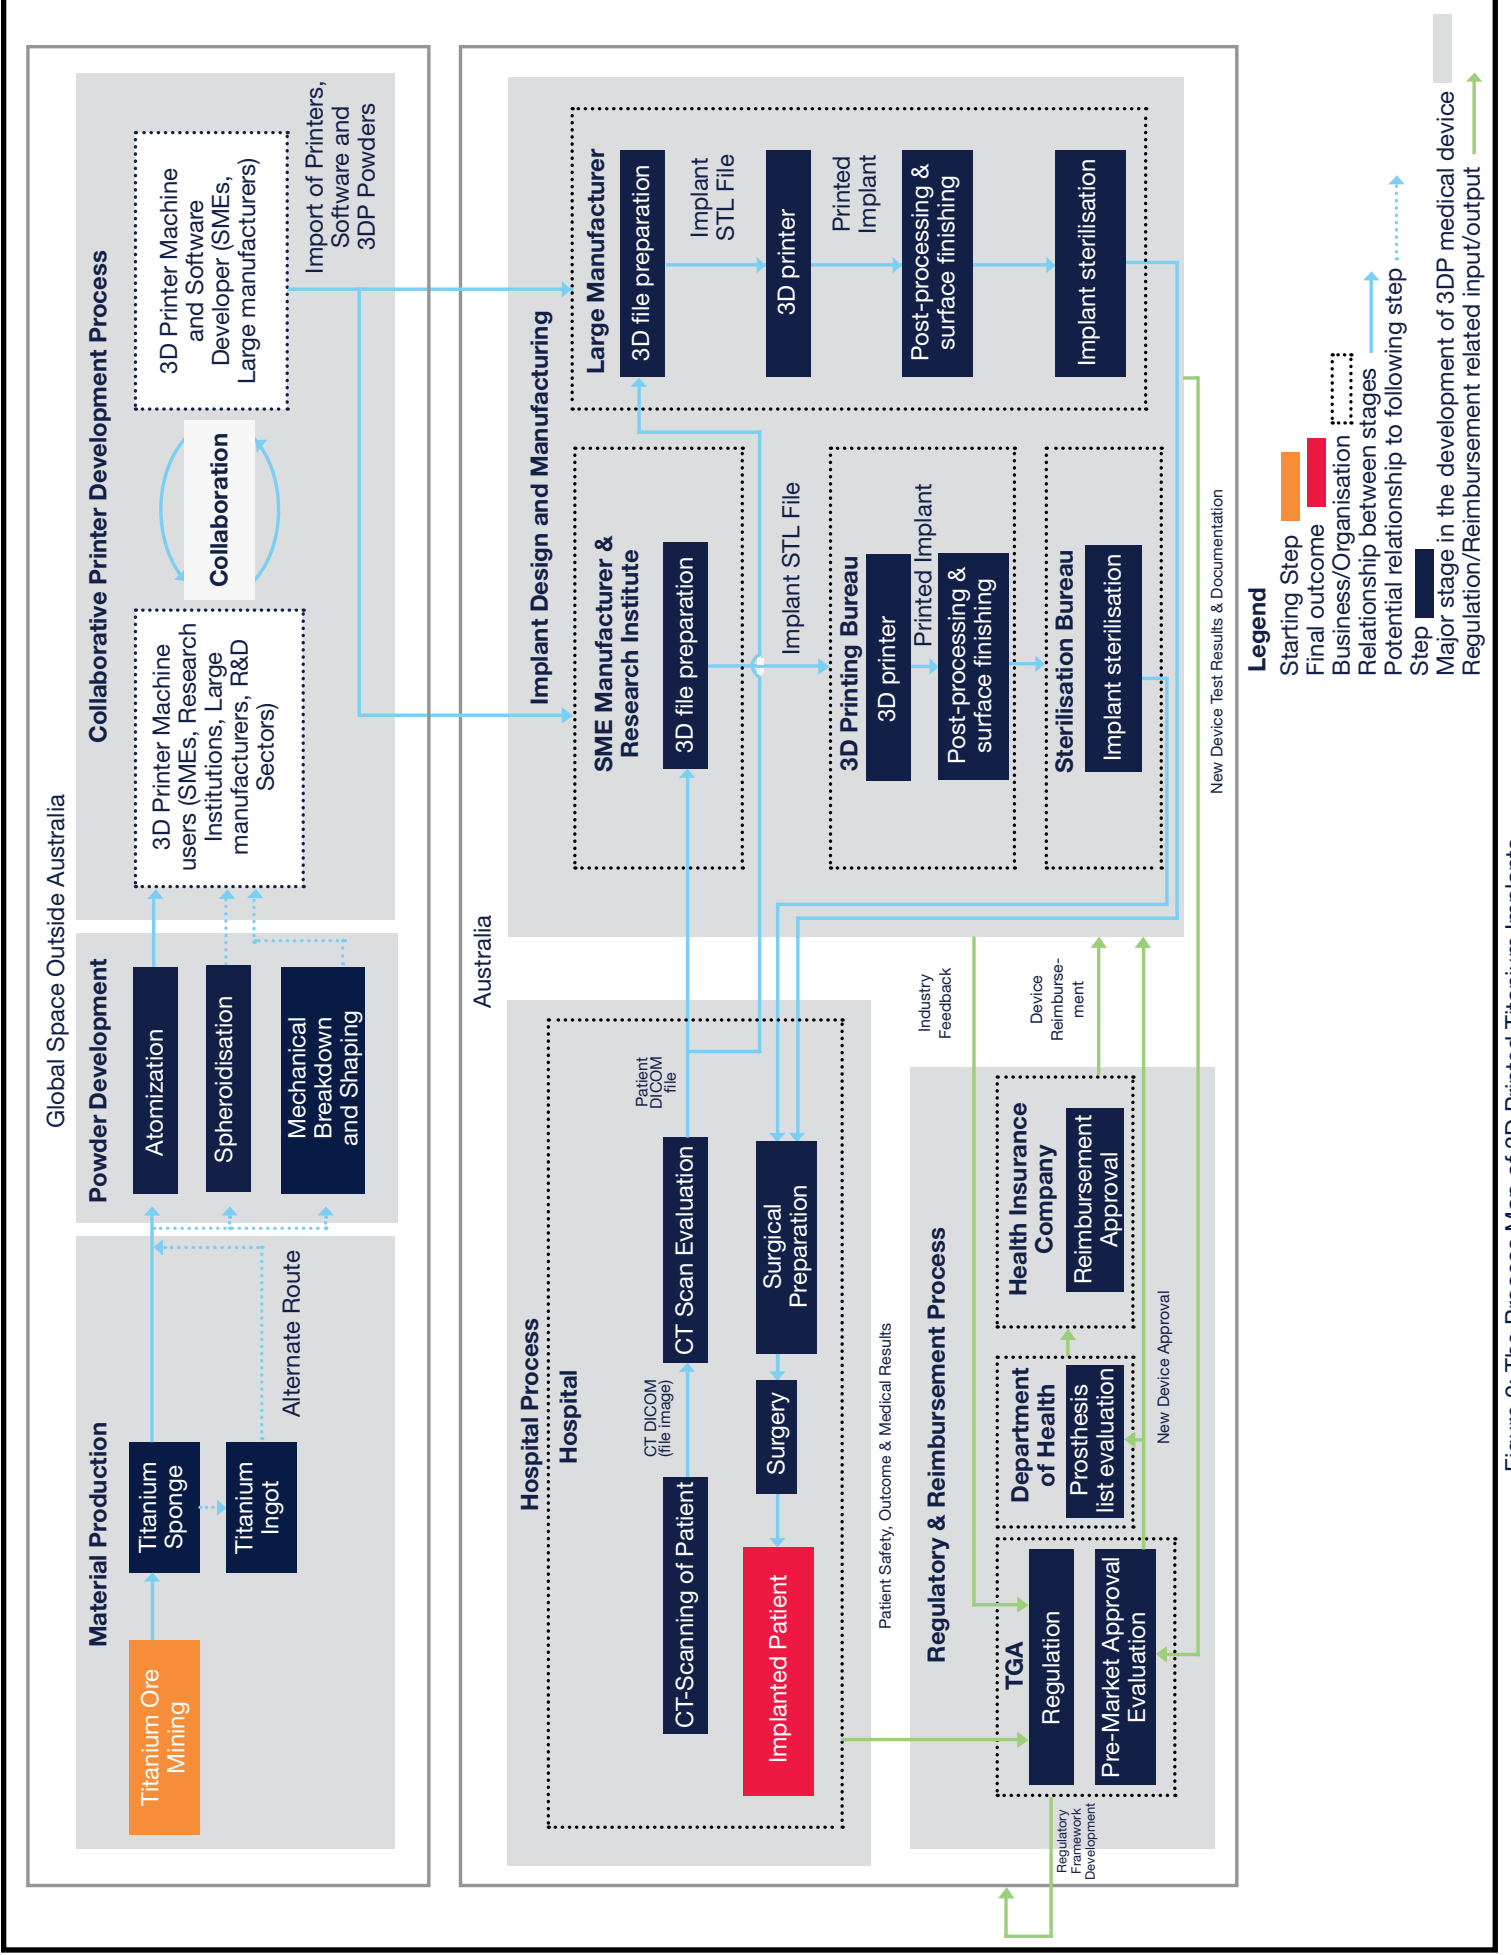 Global Space Outside Australia
Material Production
Titanium Ore
Mining
Titanium
Sponge
Titanium
Ingot
Alternate Route
Powder Development
Atomization
Spheroidisation
Mechanical
Breakdown
and Shaping
Collaborative Printer Development Process
3D Printer Machine
users (SMEs, Research
Institutions, Large
manufacturers, R&D
Sectors)
Collaboration
3D Printer Machine
and Software
Developer (SMEs,
Large manufacturers)
Import of Printers,
Software and
3DP Powders
Australia
Hospital Process
Hospital
CT-Scanning of Patient
CT DICOM
(file image)
CT Scan Evaluation
Patient
DICOM
file
Implanted Patient
Surgery
Surgical
Preparation
Patient Safety, Outcome & Medical Results
Implant Design and Manufacturing
SME Manufacturer &
Research Institute
3D file preparation
Implant STL File
3D Printing Bureau
3D printer
Printed Implant
Post-processing &
surface finishing
Sterilisation Bureau
Implant sterilisation
Large Manufacturer
3D file preparation
Implant
STL File
3D printer
Printed
Implant
Post-processing &
surface finishing
Implant sterilisation
Industry
Feedback
Device
Reimburse-
ment
Regulatory & Reimbursement Process
TGA
Regulation
Pre-Market Approval
Evaluation
Department
of Health
Prosthesis
list evaluation
Health Insurance
Company
Reimbursement
Approval
New Device Approval
New Device Test Results & Documentation
Regulatory
Framework
Development
Legend
Starting Step
Final outcome
Business/Organisation
Relationship between stages
Potential relationship to following step
Step
Major stage in the development of 3DP medical device
Regulation/Reimbursement related input/output